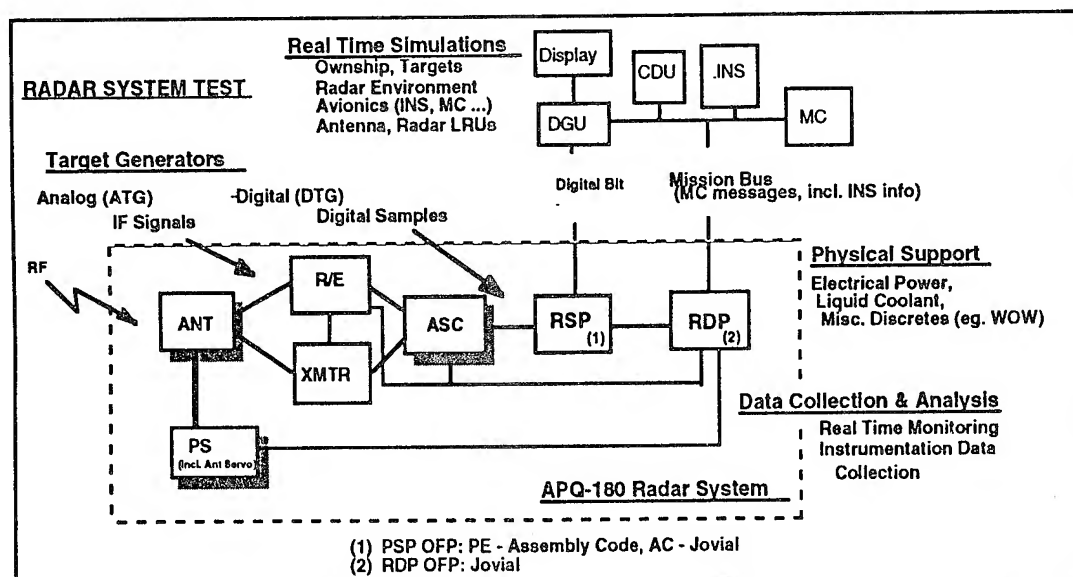 RADAR SYSTEM TEST
Real Time Simulations
Ownship, Targets
Radar Environment
Avionics (INS, MC ...)
Antenna, Radar LRUs
Display
CDU
.INS
DGU
MC
Target Generators
Analog (ATG)
-Digital (DTG)
IF Signals
Digital Samples
Digital Bit
Mission Bus
(MC messages, incl. INS info)
RF
ANT
R/E
XMTR
ASC
RSP
(1)
RDP
(2)
PS
(Incl. Ant Servo)
Physical Support
Electrical Power,
Liquid Coolant,
Misc. Discretes (eg. WOW)
Data Collection & Analysis
Real Time Monitoring
Instrumentation Data
Collection
APQ-180 Radar System
(1) PSP OFP: PE - Assembly Code, AC - Jovial
(2) RDP OFP: Jovial